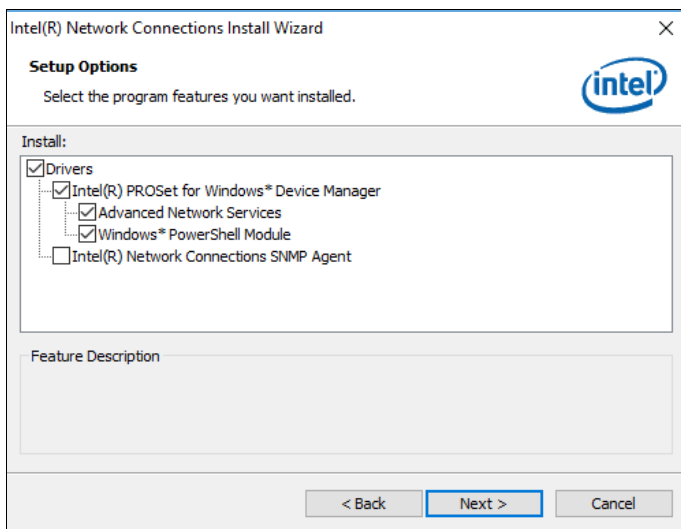 Intel(R) Network Connections Install Wizard
Setup Options
Select the program features you want installed.
intel
Install:
Drivers
Intel(R) PROSet for Windows* Device Manager
Advanced Network Services
Windows* PowerShell Module
Intel(R) Network Connections SNMP Agent
Feature Description
< Back
Next >
Cancel